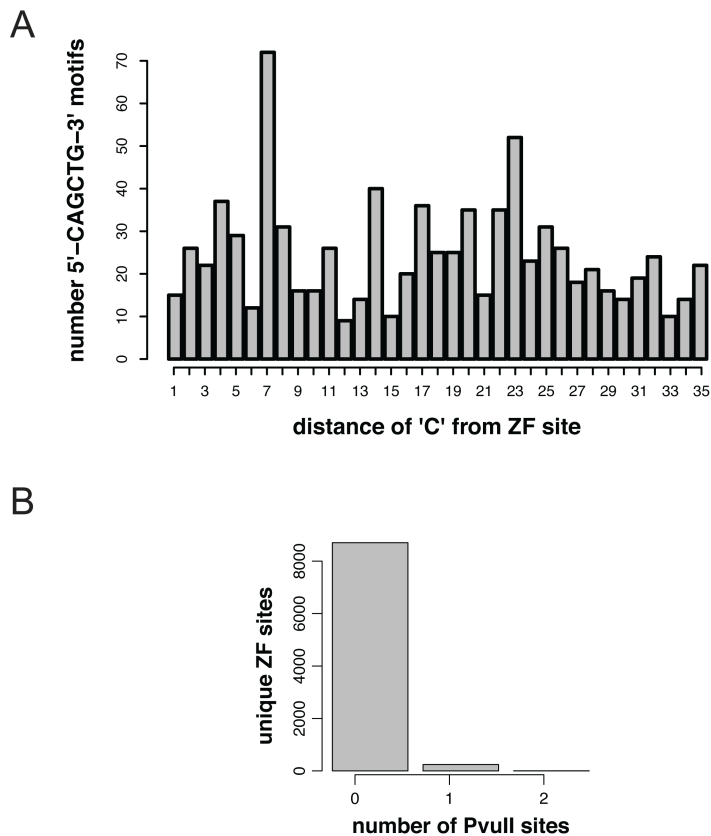 A
number 5'−CAGCTG−3' motifs
0 10 20 30 40 50 60 70
1 3 5 7 9 11 13 15 17 19 21 23 25 27 29 31 33 35
distance of 'C' from ZF site
B
unique ZF sites
0 2000 4000 6000 8000
0 1 2
number of PvuII sites